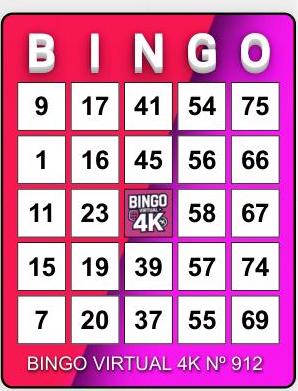 B I N G O
9 17 41 54 75
1 16 45 56 66
11 23 BINGO VIRTUAL 4K 58 67
15 19 39 57 74
7 20 37 55 69
BINGO VIRTUAL 4K Nº 912